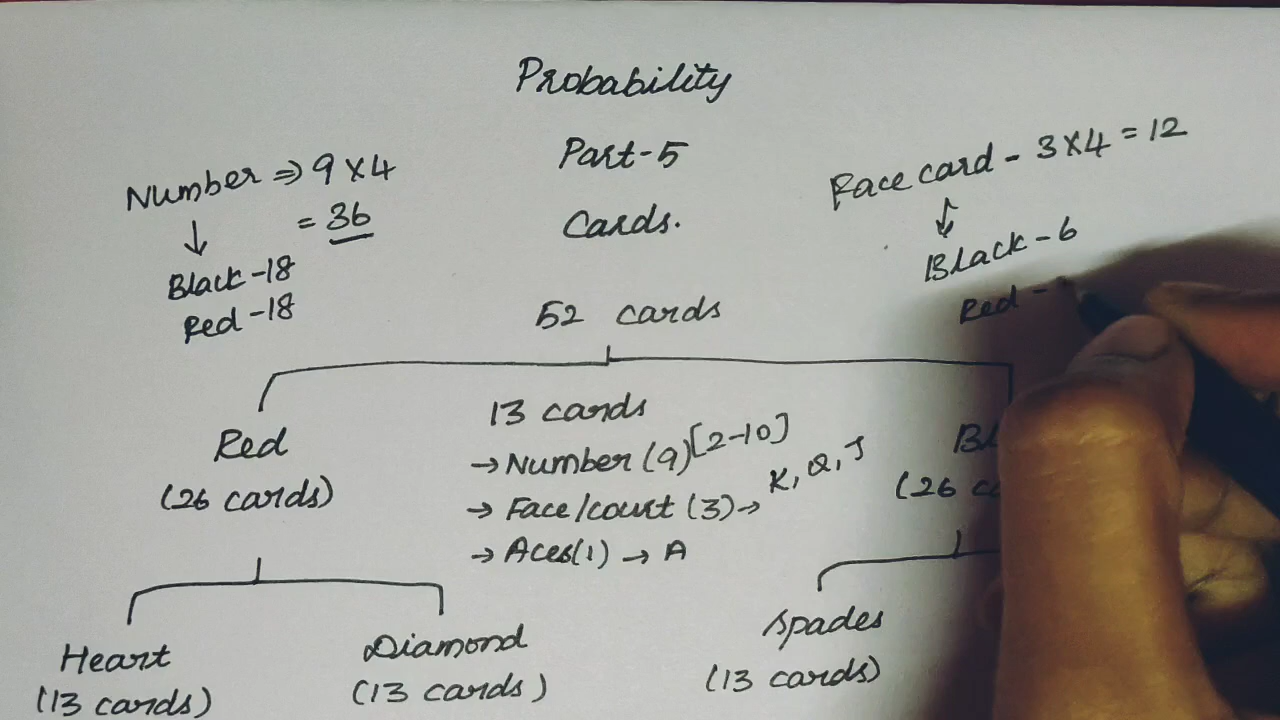 Probability
Part-5
Cards.
Number ⇒ 9 × 4
= 36
↓
Black-18
Red-18
Face card - 3×4 = 12
Black-6
Red -
52 cards
Red
(26 cards)
13 cards
→ Number (9) [2-10]
→ Face/court (3) → K, Q, J
→ Aces(1) → A
(26
Heart
(13 cards)
Diamond
(13 cards)
Spades
(13 cards)